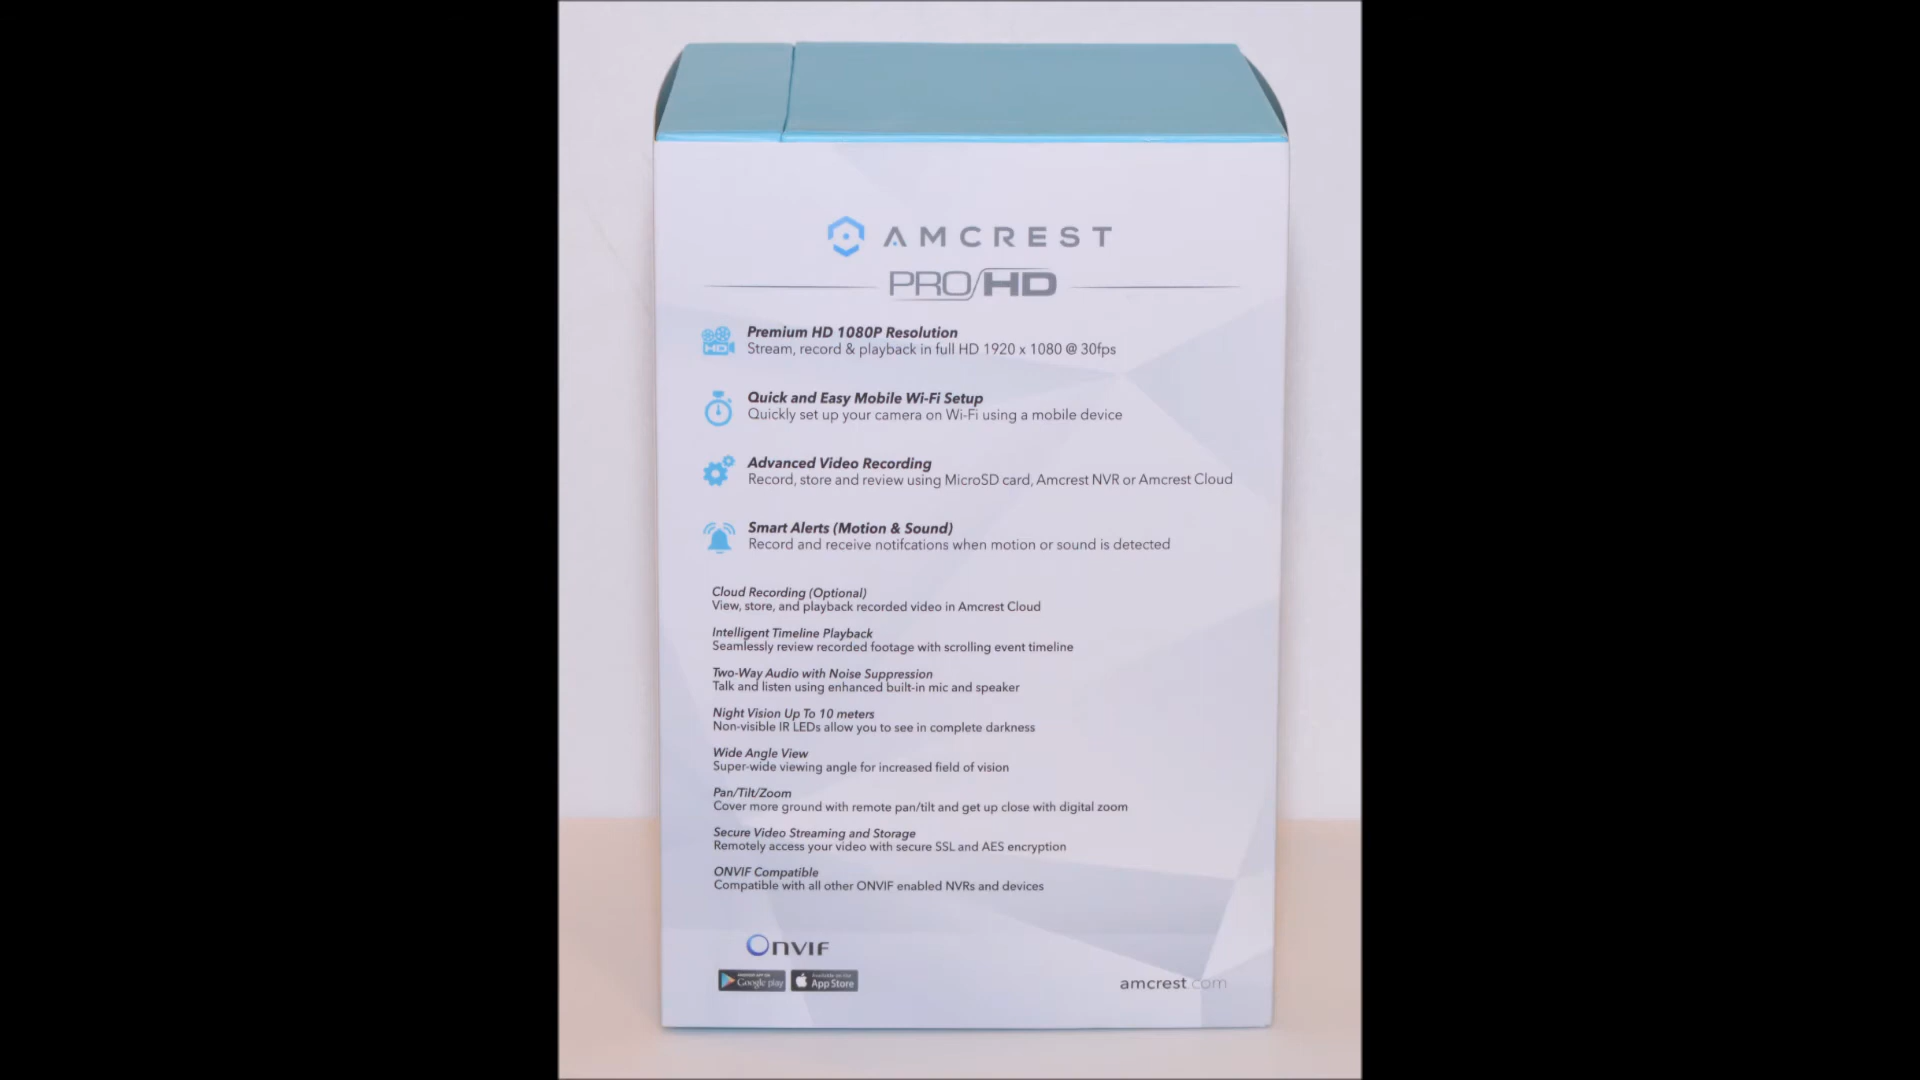 AMCREST
PRO/HD
Premium HD 1080P Resolution
Stream, record & playback in full HD 1920 x 1080 @ 30fps
HD
Quick and Easy Mobile Wi-Fi Setup
Quickly set up your camera on Wi-Fi using a mobile device
Advanced Video Recording
Record, store and review using MicroSD card, Amcrest NVR or Amcrest Cloud
Smart Alerts (Motion & Sound)
Record and receive notifcations when motion or sound is detected
Cloud Recording (Optional)
View, store, and playback recorded video in Amcrest Cloud
Intelligent Timeline Playback
Seamlessly review recorded footage with scrolling event timeline
Two-Way Audio with Noise Suppression
Talk and listen using enhanced built-in mic and speaker
Night Vision Up To 10 meters
Non-visible IR LEDs allow you to see in complete darkness
Wide Angle View
Super-wide viewing angle for increased field of vision
Pan/Tilt/Zoom
Cover more ground with remote pan/tilt and get up close with digital zoom
Secure Video Streaming and Storage
Remotely access your video with secure SSL and AES encryption
ONVIF Compatible
Compatible with all other ONVIF enabled NVRs and devices
ONVIF
ANDROID APP ON
Google play
Available on the
App Store
amcrest.com